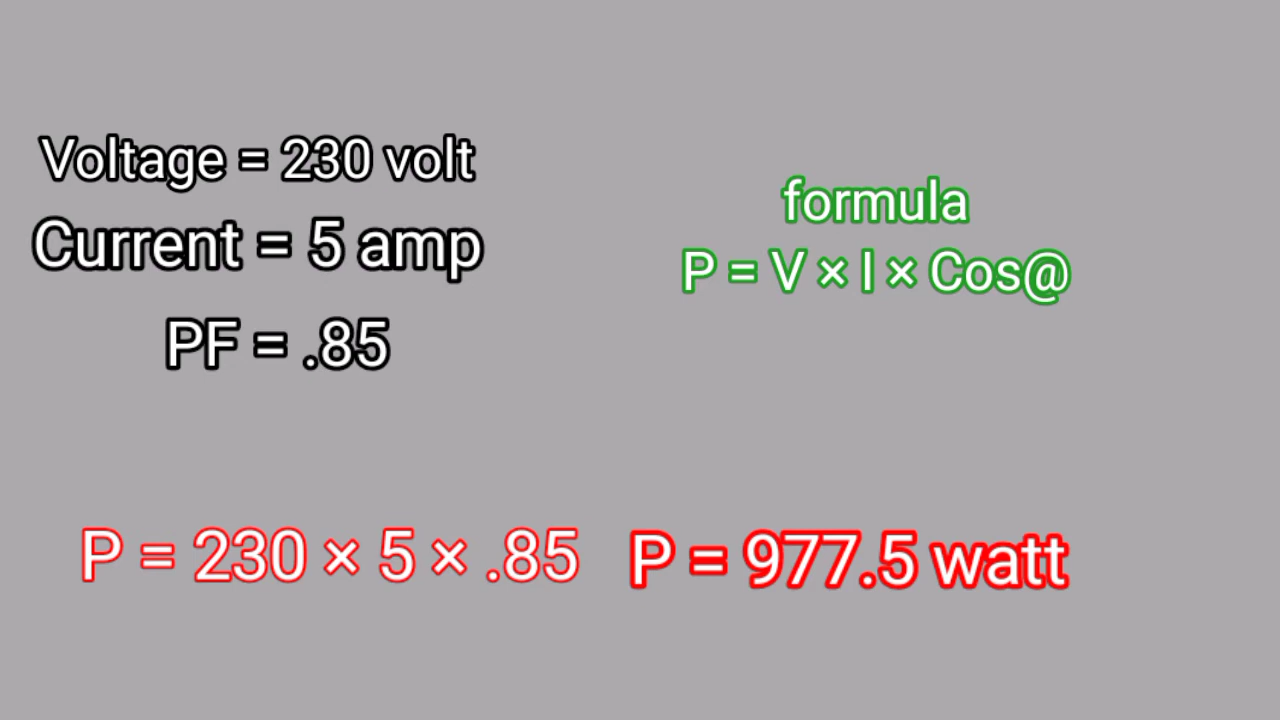 Voltage = 230 volt
Current = 5 amp
PF = .85
formula
P = V × I × Cos@
P = 230 × 5 × .85
P = 977.5 watt